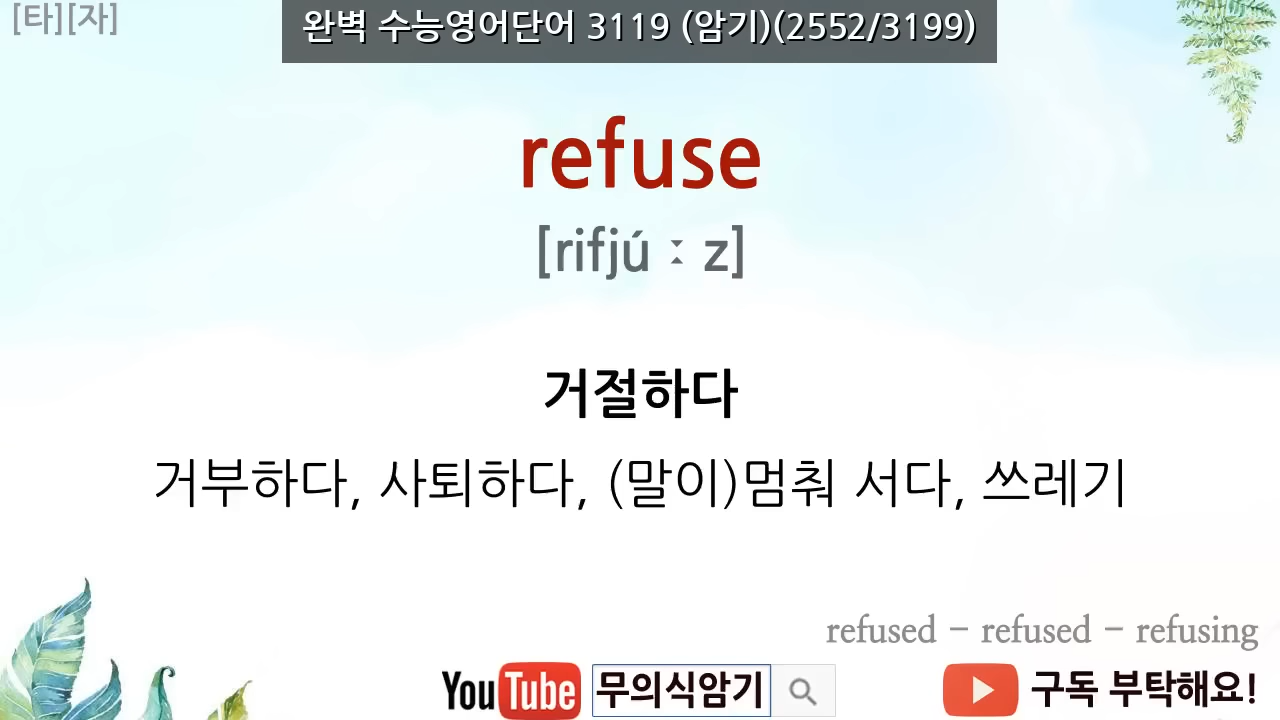 [타][자]
완벽 수능영어단어 3119 (암기)(2552/3199)
refuse
[rifjúːz]
거절하다
거부하다, 사퇴하다, (말이)멈춰 서다, 쓰레기
refused - refused - refusing
YouTube 무의식암기 구독 부탁해요!